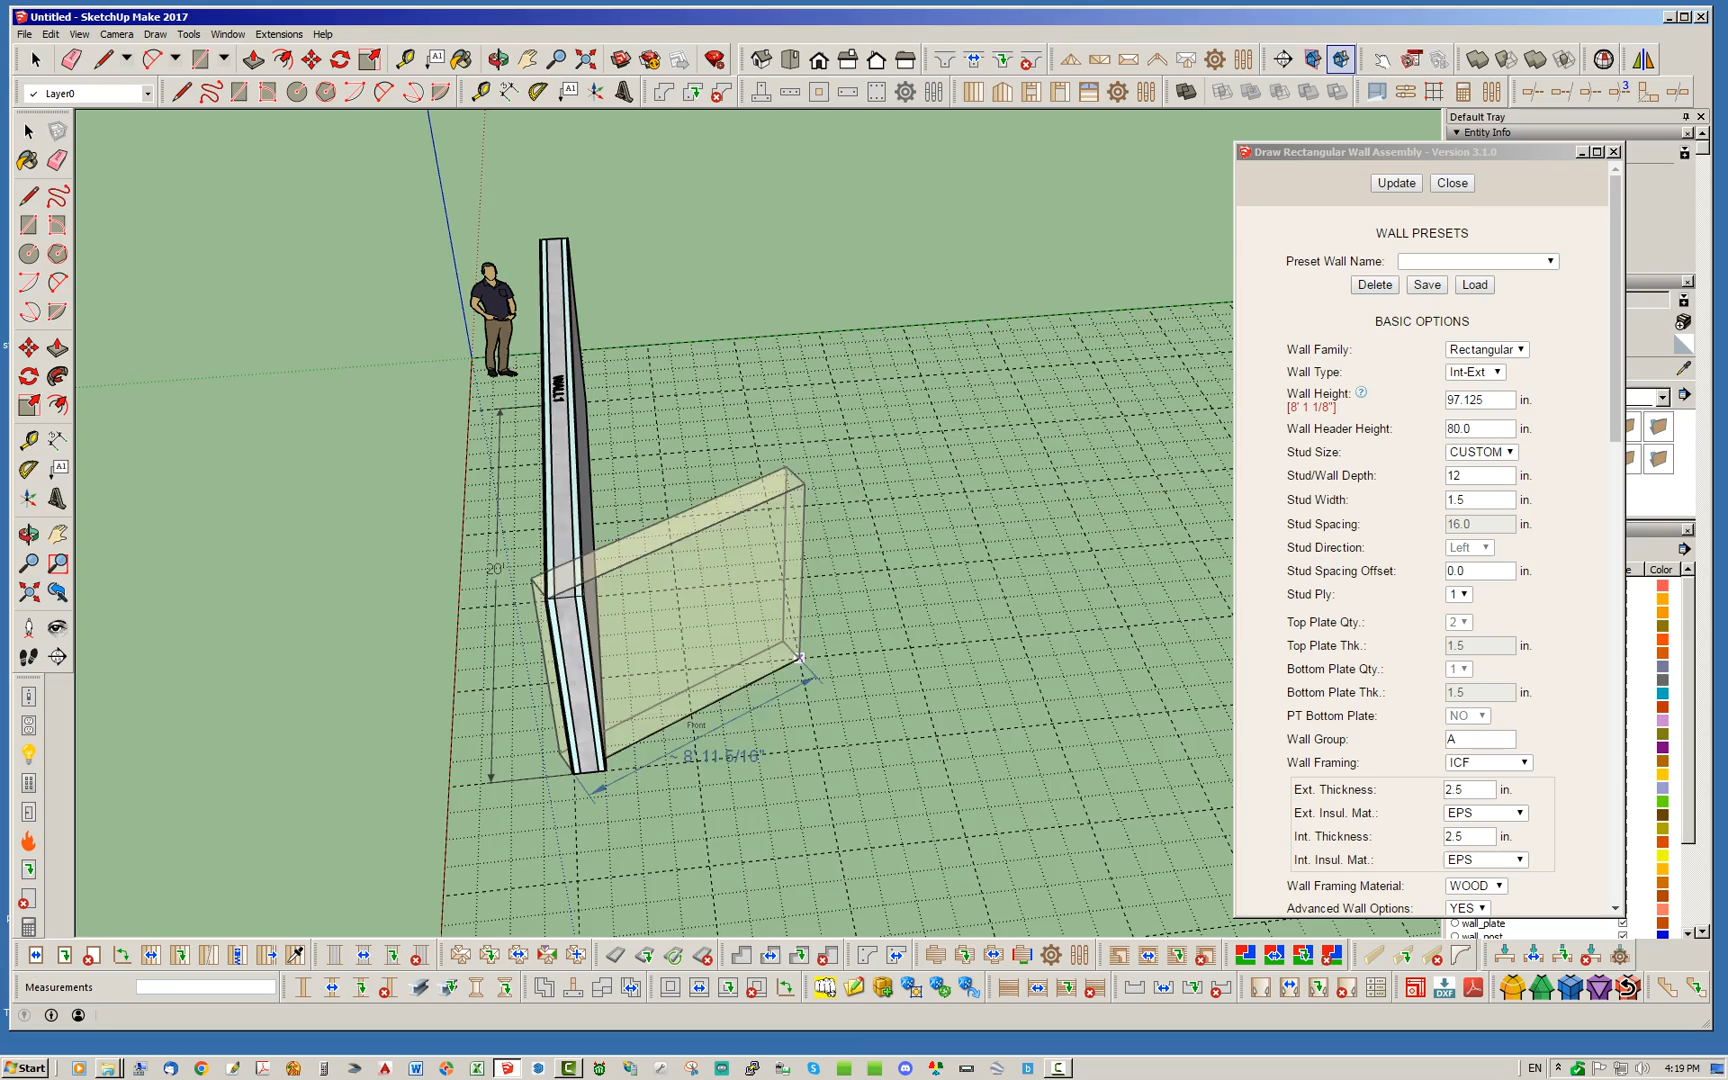 Untitled - SketchUp Make 2017
File Edit View Camera Draw Tools Window Extensions Help
Layer0
Default Tray
Entity Info
Draw Rectangular Wall Assembly - Version 3.1.0
Update Close
WALL PRESETS
Preset Wall Name:
Delete Save Load
BASIC OPTIONS
Wall Family: Rectangular
Wall Type: Int-Ext
Wall Height: 97.125 in.
[8' 1 1/8"]
Wall Header Height: 80.0 in.
Stud Size: CUSTOM
Stud/Wall Depth: 12 in.
Stud Width: 1.5 in.
Stud Spacing: 16.0 in.
Stud Direction: Left
Stud Spacing Offset: 0.0 in.
Stud Ply: 1
Top Plate Qty.: 2
Top Plate Thk.: 1.5 in.
Bottom Plate Qty.: 1
Bottom Plate Thk.: 1.5 in.
PT Bottom Plate: NO
Wall Group: A
Wall Framing: ICF
Ext. Thickness: 2.5 in.
Ext. Insul. Mat.: EPS
Int. Thickness: 2.5 in.
Int. Insul. Mat.: EPS
Wall Framing Material: WOOD
Advanced Wall Options: YES
Color
wall_plate
wall_post
WALL1
20'
Front
~ 8' 11 5/16"
Measurements
Start
EN
4:19 PM